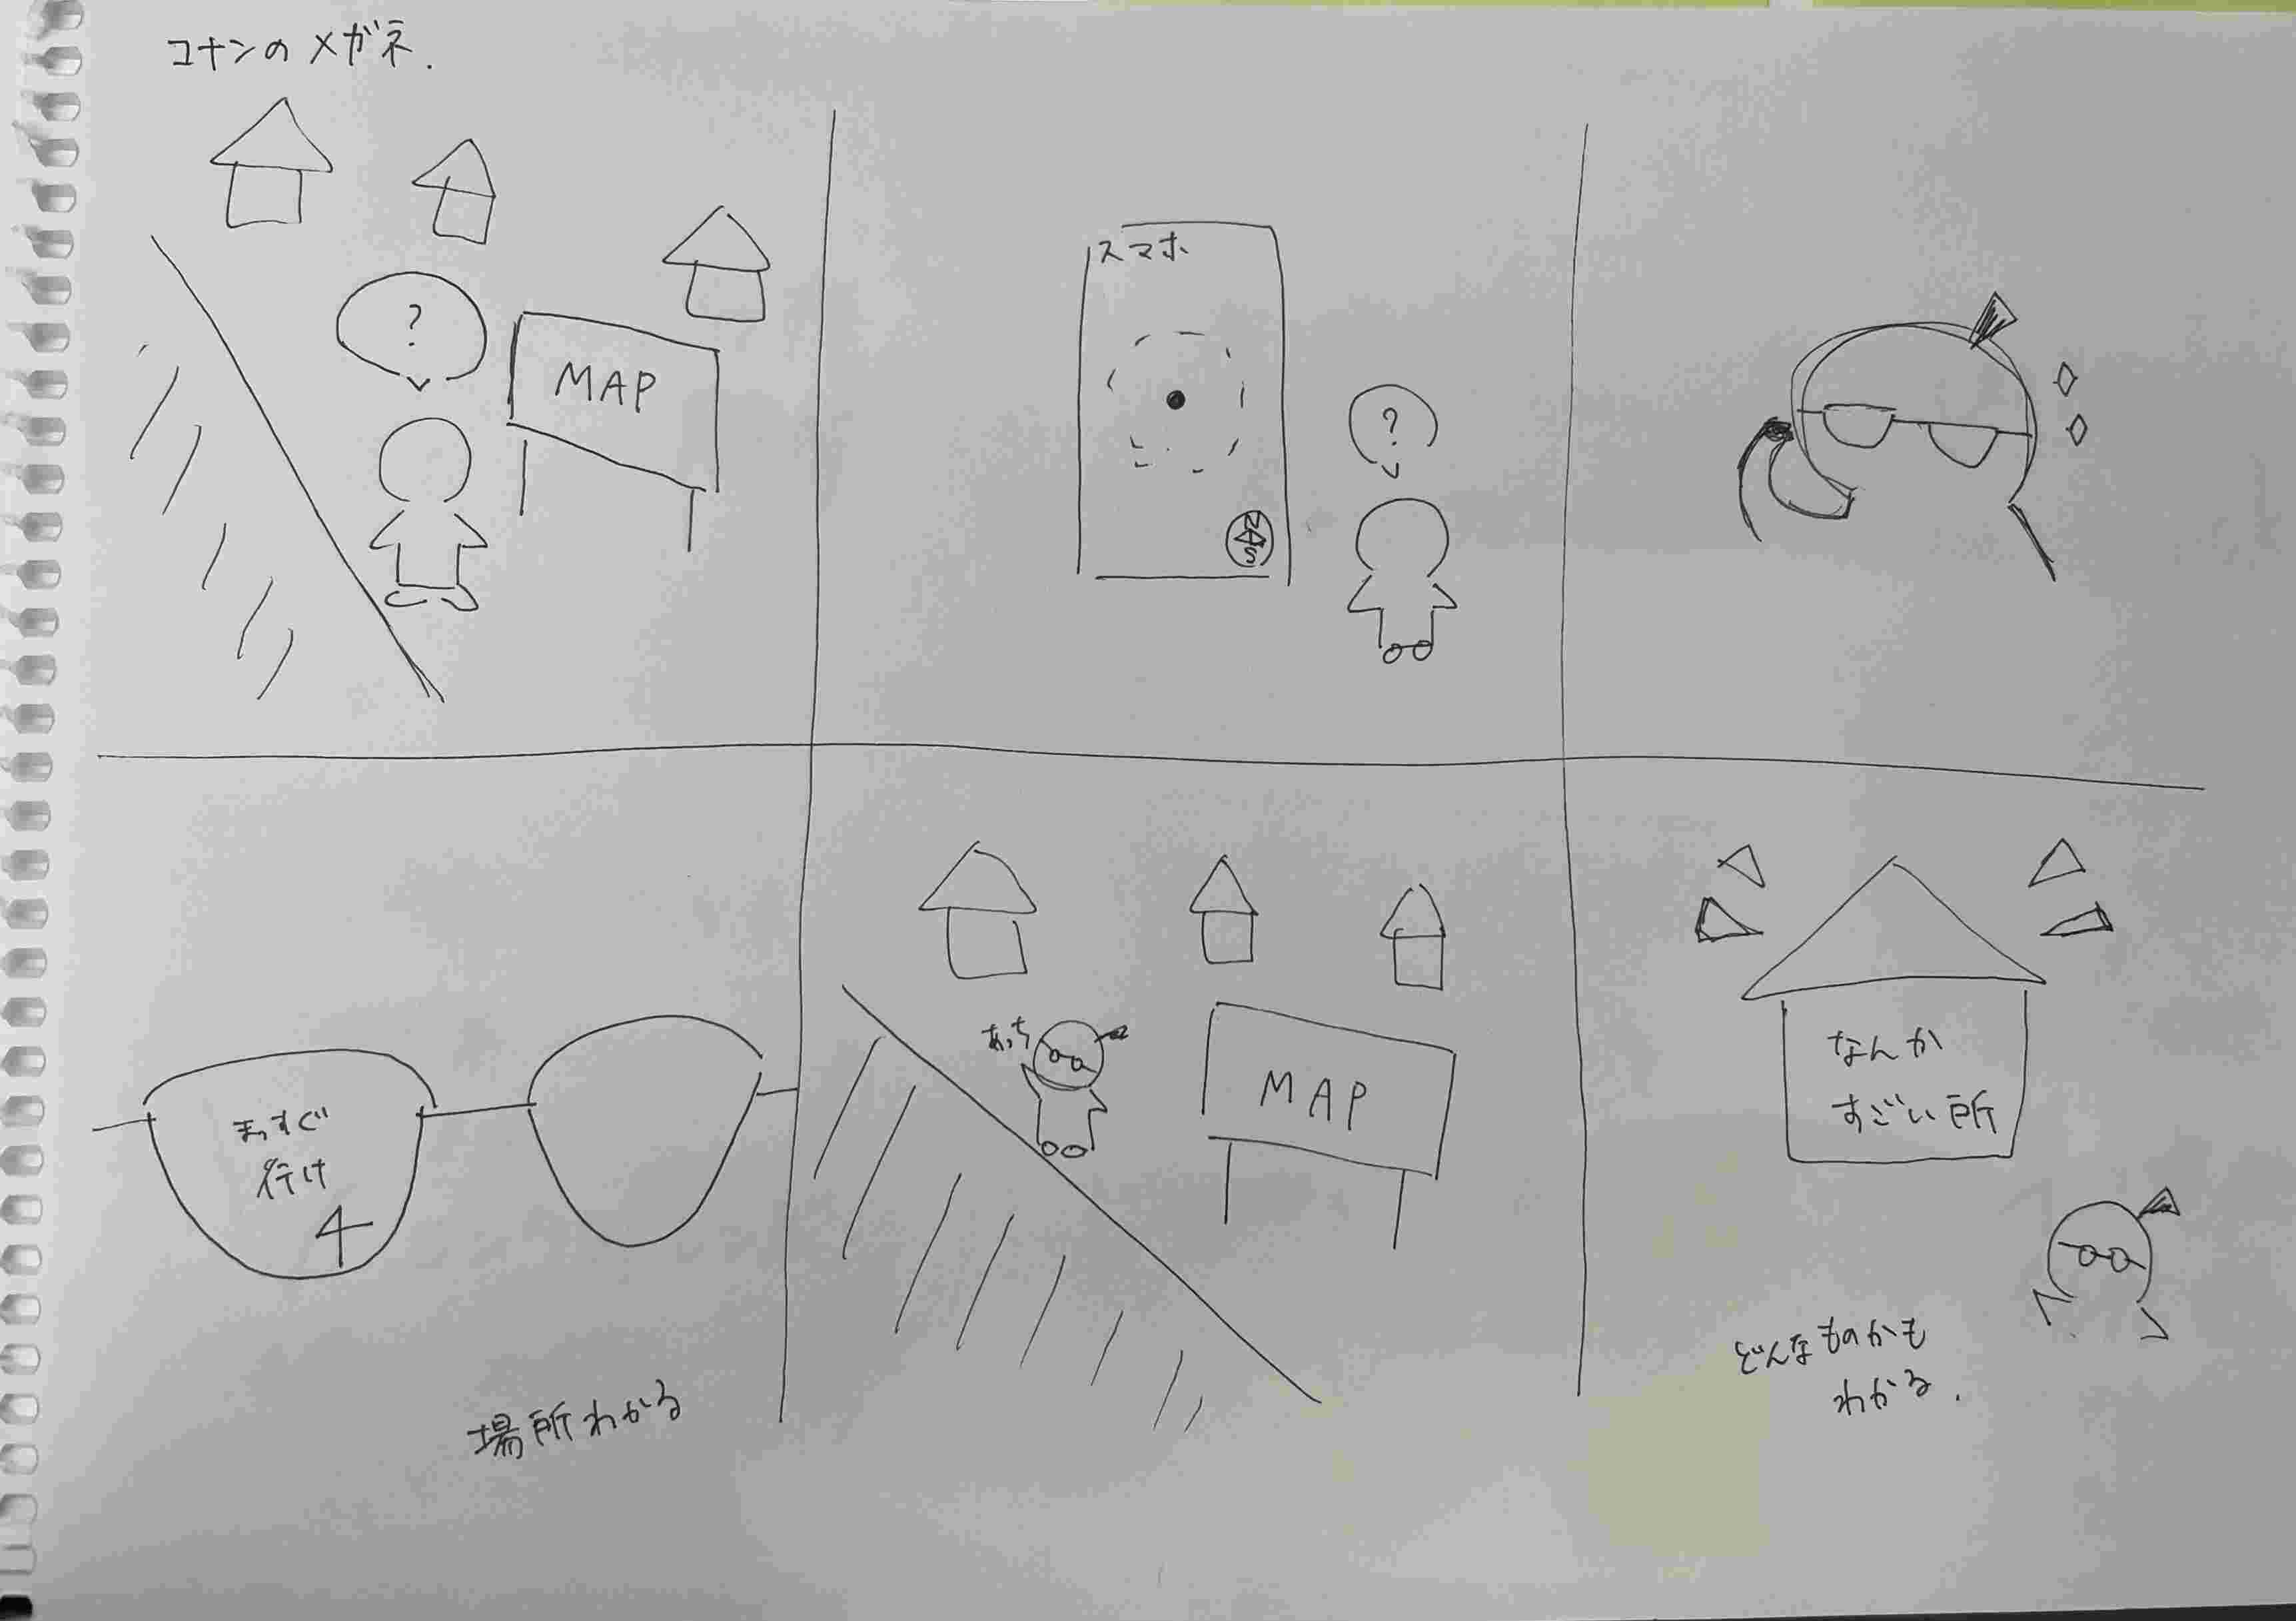 コナンのメガネ.
?
MAP
スマホ
?
N
S
まっすぐ
行け
場所わかる
あっち
MAP
なんか
すごい所
どんなものかも
わかる.